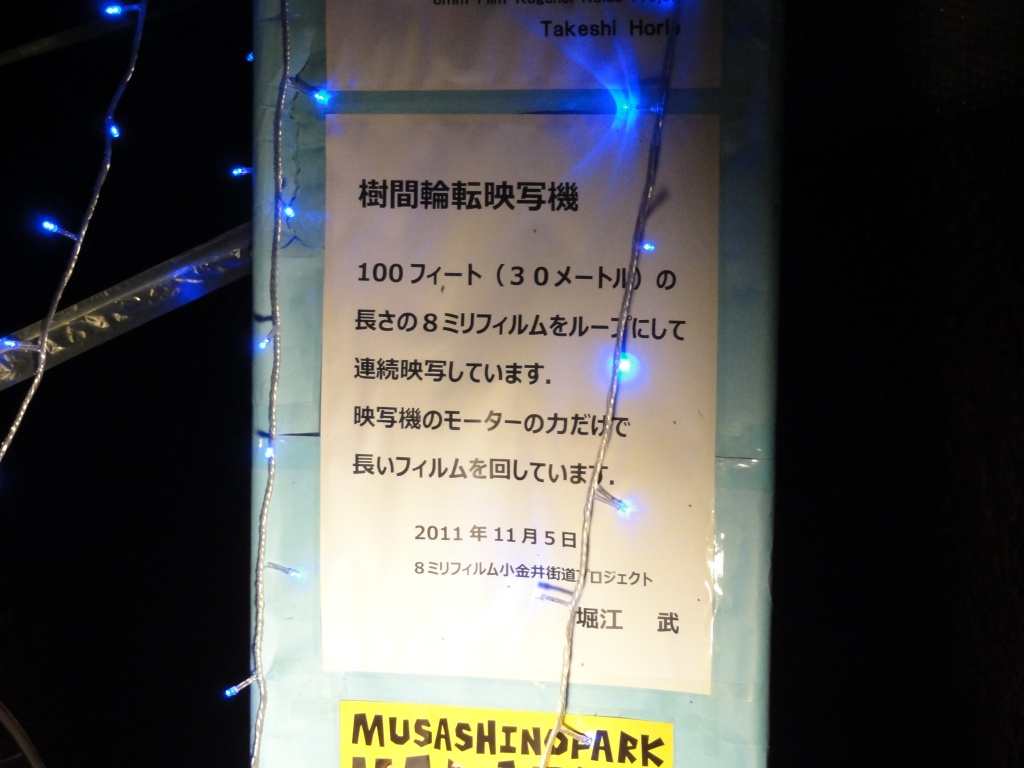 8mm Film Koganei Kaido Project
Takeshi Horie
樹間輪転映写機
100フィート（３０メートル）の
長さの８ミリフィルムをループにして
連続映写しています．
映写機のモーターの力だけで
長いフィルムを回しています．
2011年11月5日
８ミリフィルム小金井街道プロジェクト
堀江　武
MUSASHINOPARK